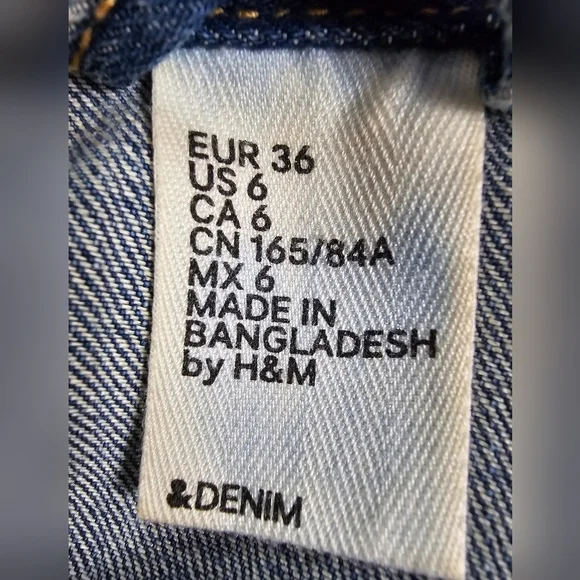 EUR 36
US 6
CA 6
CN 165/84A
MX 6
MADE IN
BANGLADESH
by H&M
&DENIM